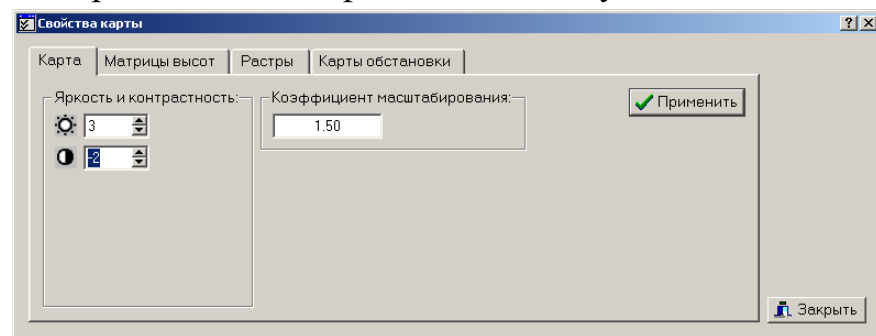 Свойства карты
Карта Матрицы высот Растры Карты обстановки
Яркость и контрастность: Коэффициент масштабирования:
Применить
3 1.50
-2
Закрыть